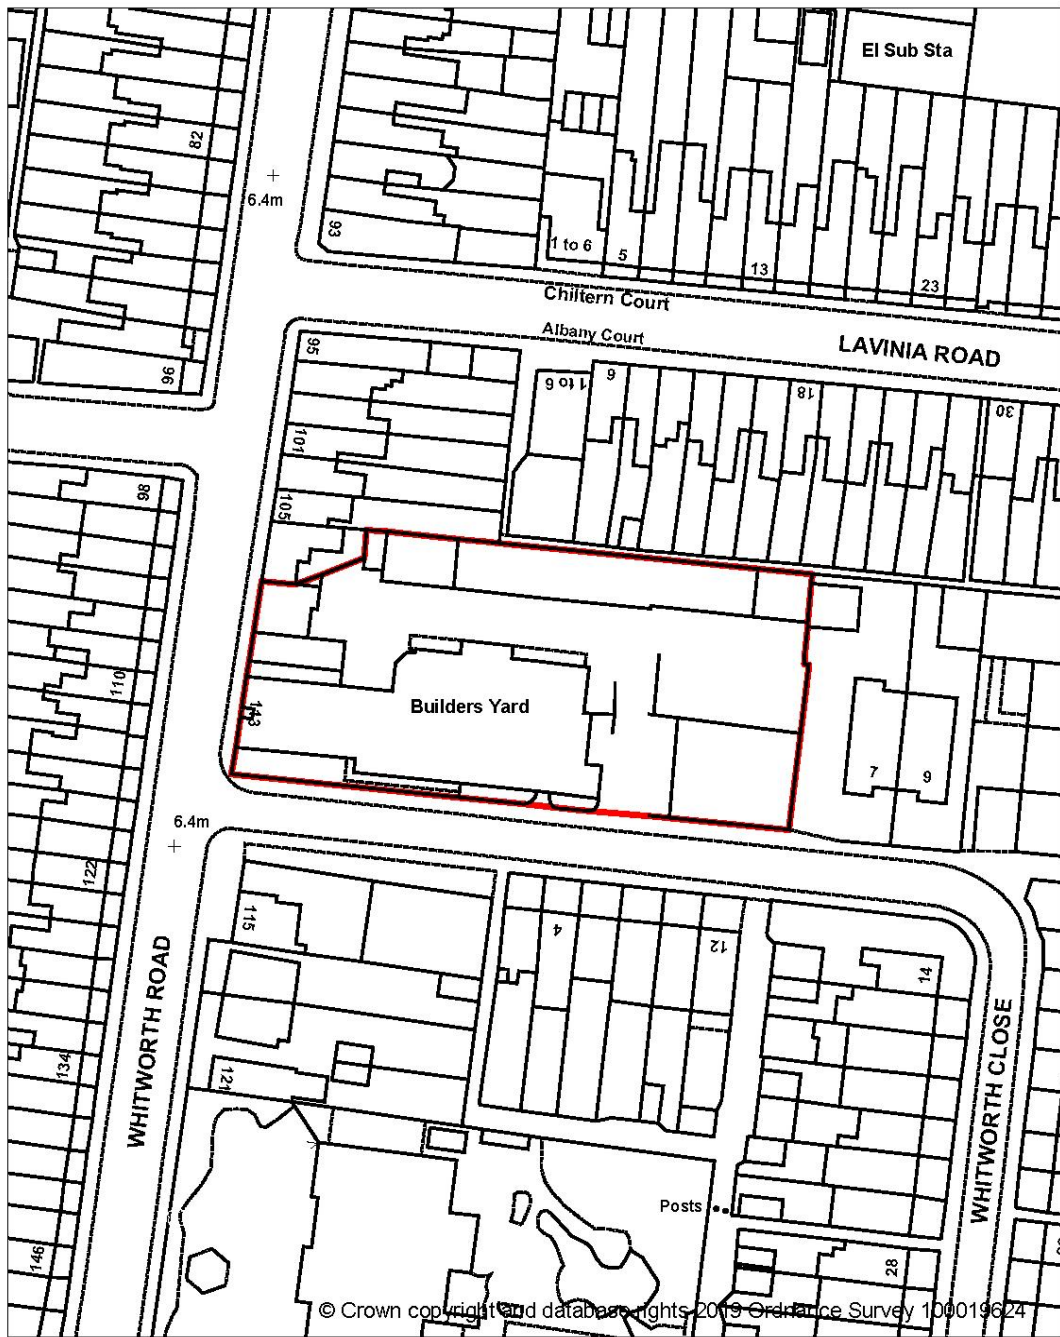 El Sub Sta
82
6.4m
93
1 to 6
5
13
23
Chiltern Court
Albany Court
LAVINIA ROAD
95
96
1 to 6
6
18
30
101
98
105
110
143
Builders Yard
7
9
6.4m
122
115
4
12
14
WHITWORTH ROAD
WHITWORTH CLOSE
134
121
Posts
146
28
© Crown copyright and database rights 2019 Ordnance Survey 100019624